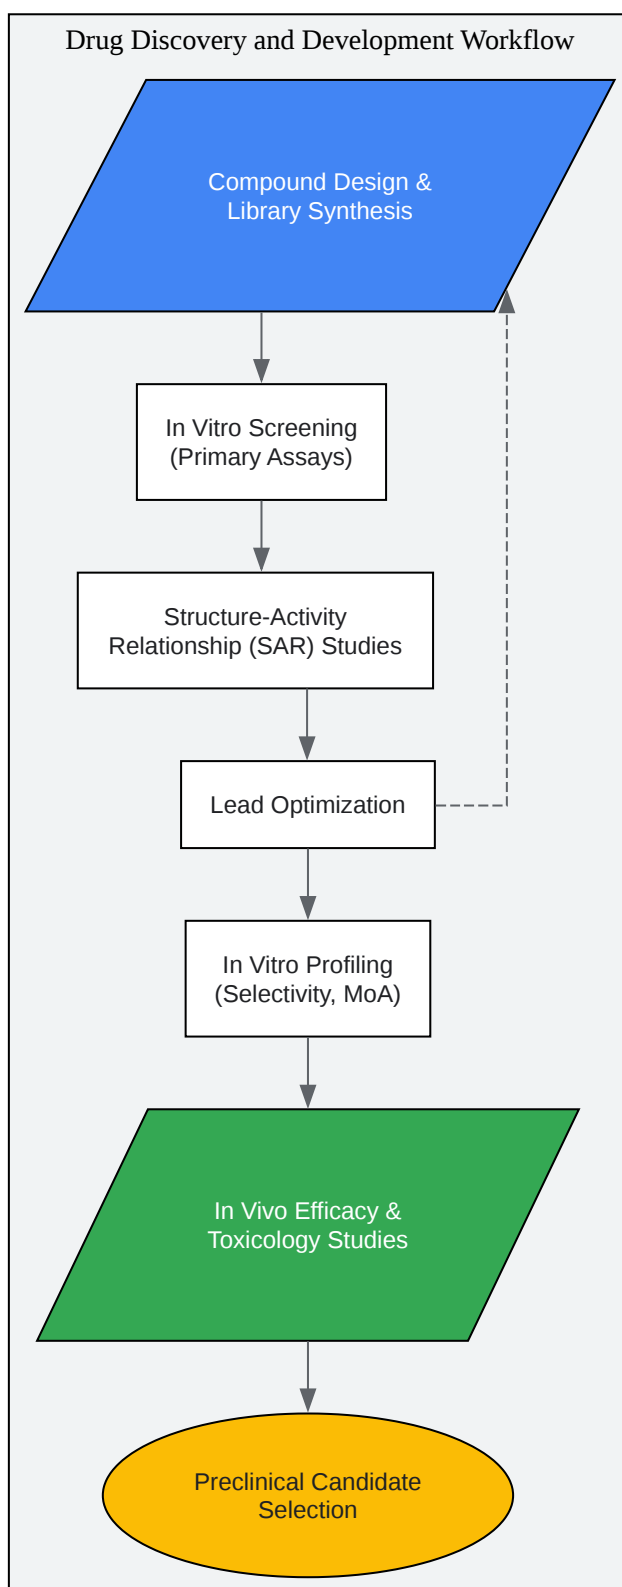 Drug Discovery and Development Workflow
Compound Design &
Library Synthesis
In Vitro Screening
(Primary Assays)
Structure-Activity
Relationship (SAR) Studies
Lead Optimization
In Vitro Profiling
(Selectivity, MoA)
In Vivo Efficacy &
Toxicology Studies
Preclinical Candidate
Selection